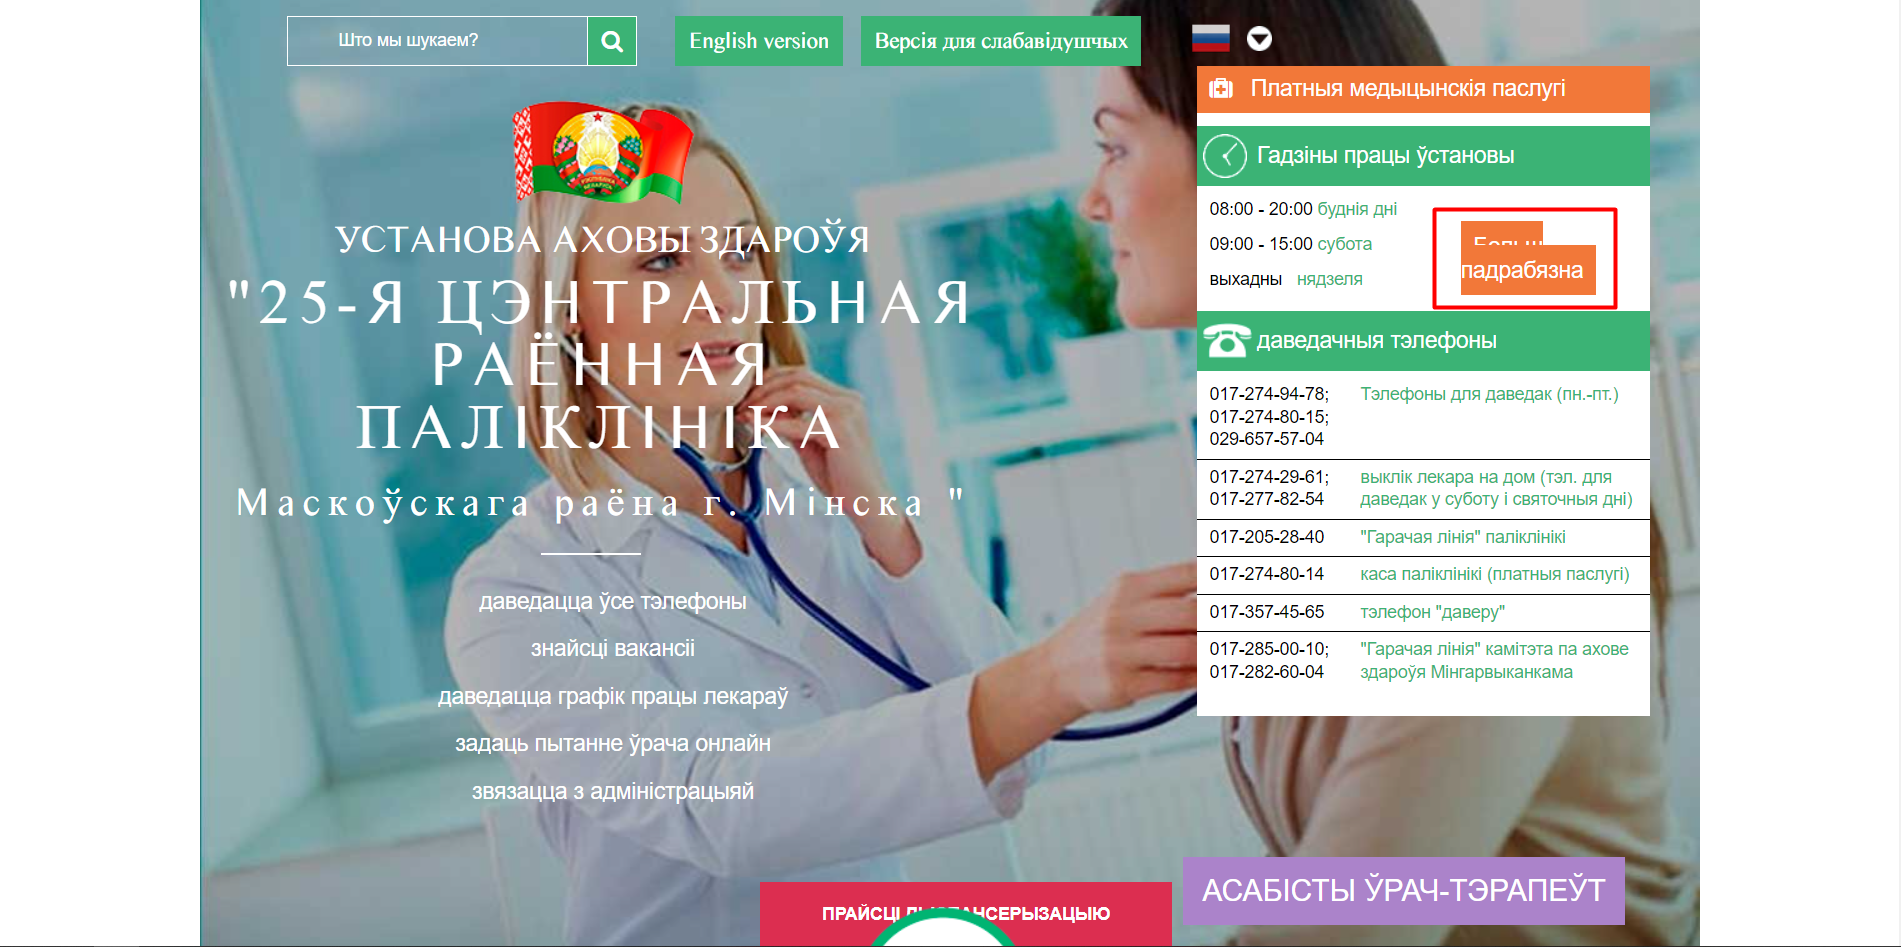 Што мы шукаем?
English version
Версія для слабавідушчых
Платныя медыцынскія паслугі
Гадзіны працы ўстановы
08:00 - 20:00 буднія дні
09:00 - 15:00 субота
выхадны нядзеля
Больш
падрабязна
УСТАНОВА АХОВЫ ЗДАРОЎЯ
"25-Я ЦЭНТРАЛЬНАЯ
РАЁННАЯ
ПАЛІКЛІНІКА
Маскоўскага раёна г. Мінска "
даведацца ўсе тэлефоны
знайсці вакансіі
даведацца графік працы лекараў
задаць пытанне ўрача онлайн
звязацца з адміністрацыяй
даведачныя тэлефоны
017-274-94-78; Тэлефоны для даведак (пн.-пт.)
017-274-80-15;
029-657-57-04
017-274-29-61; выклік лекара на дом (тэл. для
017-277-82-54 даведак у суботу і святочныя дні)
017-205-28-40 "Гарачая лінія" паліклінікі
017-274-80-14 каса паліклінікі (платныя паслугі)
017-357-45-65 тэлефон "даверу"
017-285-00-10; "Гарачая лінія" камітэта па ахове
017-282-60-04 здароўя Мінгарвыканкама
АСАБІСТЫ ЎРАЧ-ТЭРАПЕЎТ
ПРАЙСЦІ